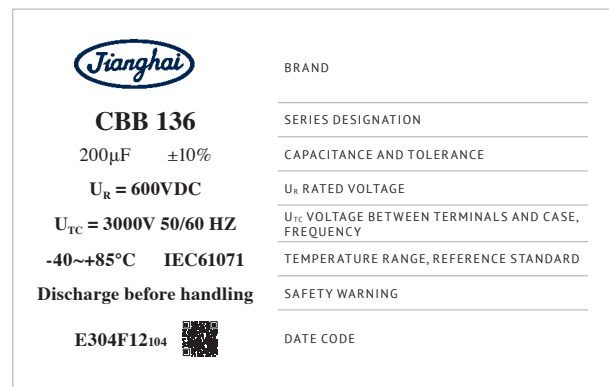 Jianghai
BRAND
CBB 136
SERIES DESIGNATION
200µF ±10%
CAPACITANCE AND TOLERANCE
UR = 600VDC
UR RATED VOLTAGE
UTC = 3000V 50/60 HZ
UTC VOLTAGE BETWEEN TERMINALS AND CASE,
FREQUENCY
-40~+85°C IEC61071
TEMPERATURE RANGE, REFERENCE STANDARD
Discharge before handling
SAFETY WARNING
E304F12104
DATE CODE